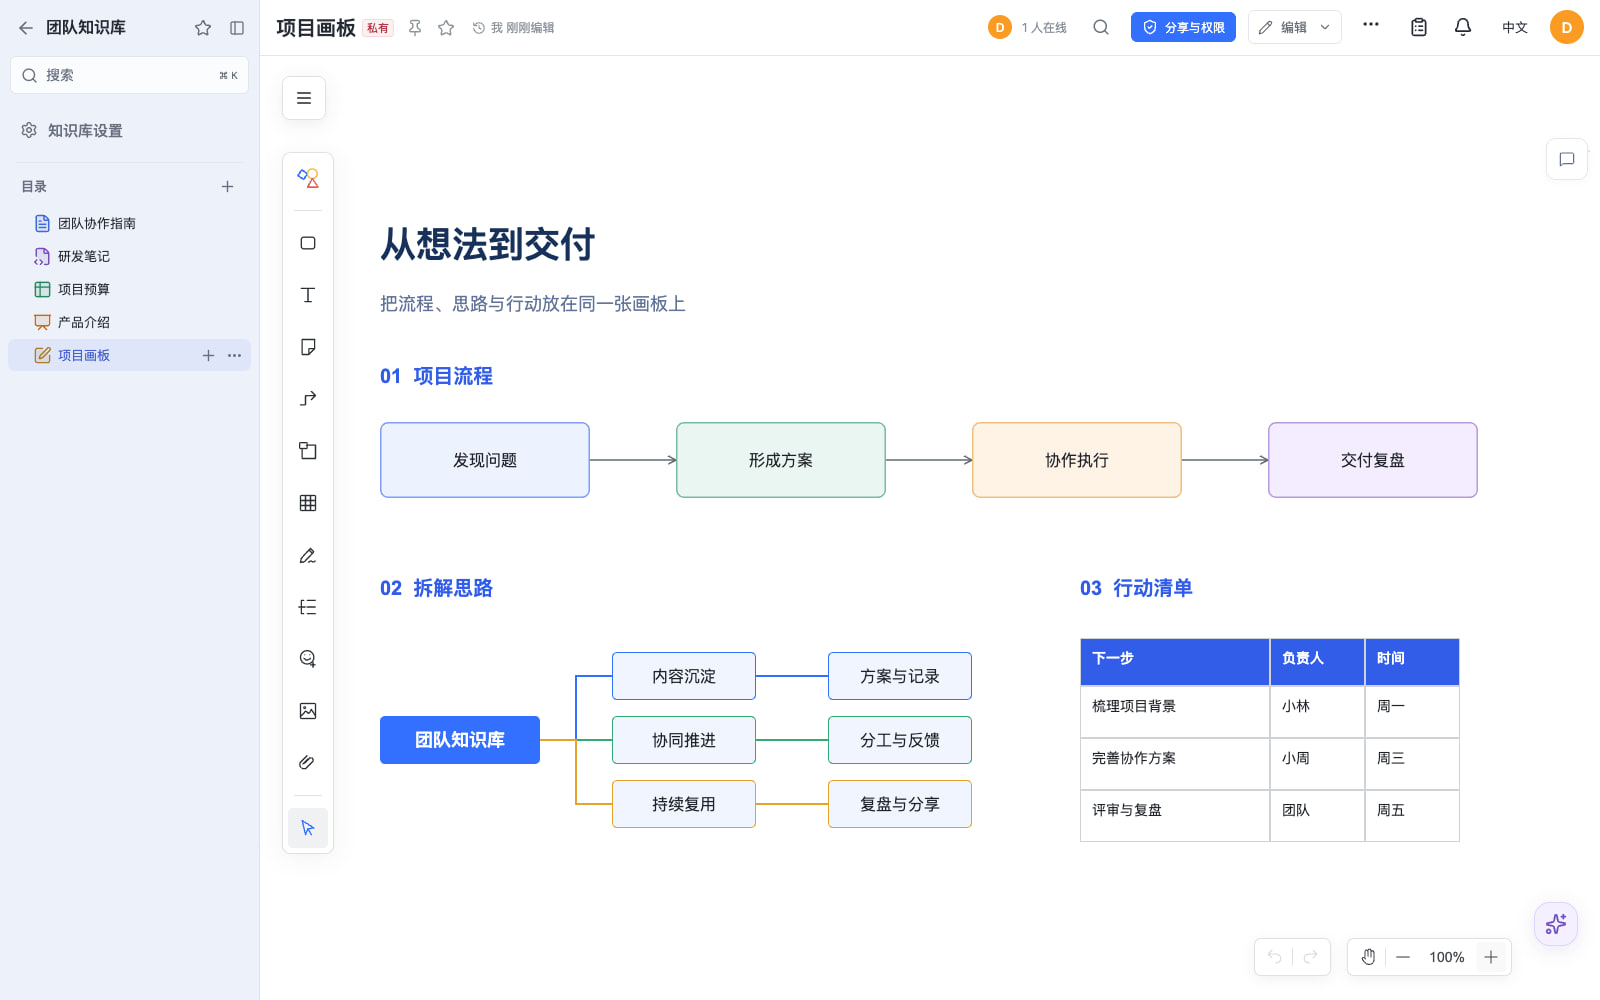 团队知识库
搜索
⌘ K
知识库设置
目录
团队协作指南
研发笔记
项目预算
产品介绍
项目画板
项目画板 私有 我 刚刚编辑
D 1 人在线 分享与权限 编辑 中文 D
从想法到交付
把流程、思路与行动放在同一张画板上
01 项目流程
发现问题 形成方案 协作执行 交付复盘
02 拆解思路
团队知识库
内容沉淀 方案与记录
协同推进 分工与反馈
持续复用 复盘与分享
03 行动清单
下一步 负责人 时间
梳理项目背景 小林 周一
完善协作方案 小周 周三
评审与复盘 团队 周五
100%